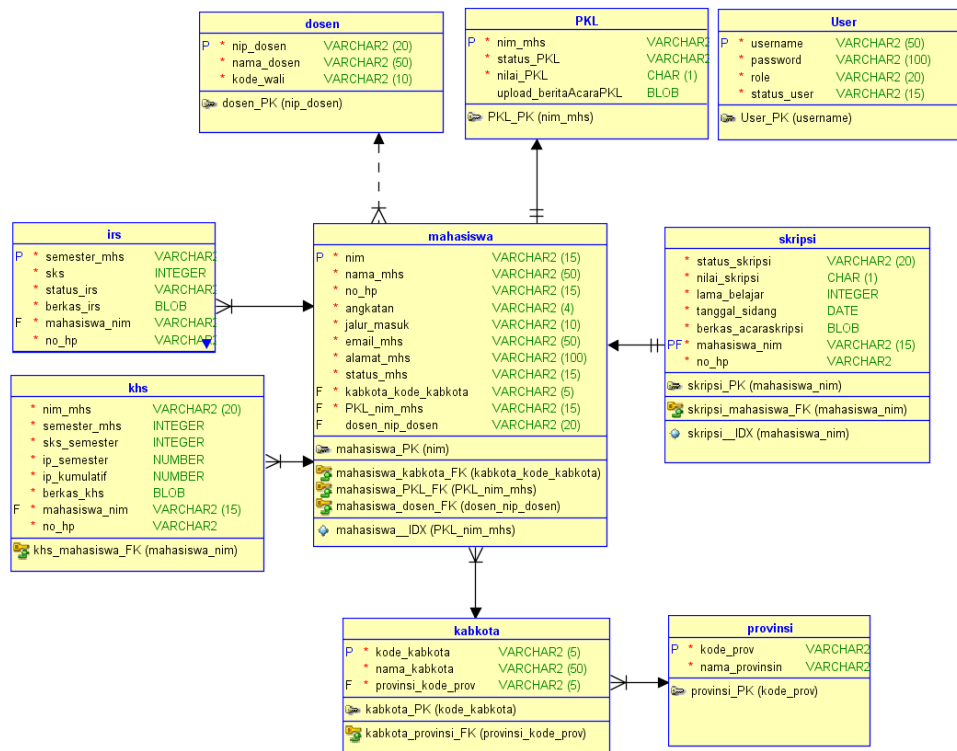 dosen
P * nip_dosen VARCHAR2 (20)
* nama_dosen VARCHAR2 (50)
* kode_wali VARCHAR2 (10)
dosen_PK (nip_dosen)
PKL
P * nim_mhs VARCHAR2
* status_PKL VARCHAR2
* nilai_PKL CHAR (1)
upload_beritaAcaraPKL BLOB
PKL_PK (nim_mhs)
User
P * username VARCHAR2 (50)
* password VARCHAR2 (100)
* role VARCHAR2 (20)
* status_user VARCHAR2 (15)
User_PK (username)
irs
P * semester_mhs VARCHAR2
* sks INTEGER
* status_irs VARCHAR2
* berkas_irs BLOB
F * mahasiswa_nim VARCHAR2
* no_hp VARCHAR2
mahasiswa
P * nim VARCHAR2 (15)
* nama_mhs VARCHAR2 (50)
* no_hp VARCHAR2 (15)
* angkatan VARCHAR2 (4)
* jalur_masuk VARCHAR2 (10)
* email_mhs VARCHAR2 (50)
* alamat_mhs VARCHAR2 (100)
* status_mhs VARCHAR2 (15)
F * kabkota_kode_kabkota VARCHAR2 (5)
F * PKL_nim_mhs VARCHAR2 (15)
F dosen_nip_dosen VARCHAR2 (20)
mahasiswa_PK (nim)
mahasiswa_kabkota_FK (kabkota_kode_kabkota)
mahasiswa_PKL_FK (PKL_nim_mhs)
mahasiswa_dosen_FK (dosen_nip_dosen)
mahasiswa__IDX (PKL_nim_mhs)
skripsi
* status_skripsi VARCHAR2 (20)
* nilai_skripsi CHAR (1)
* lama_belajar INTEGER
* tanggal_sidang DATE
* berkas_acaraskripsi BLOB
PF * mahasiswa_nim VARCHAR2 (15)
* no_hp VARCHAR2
skripsi_PK (mahasiswa_nim)
skripsi_mahasiswa_FK (mahasiswa_nim)
skripsi__IDX (mahasiswa_nim)
khs
* nim_mhs VARCHAR2 (20)
* semester_mhs INTEGER
* sks_semester INTEGER
* ip_semester NUMBER
* ip_kumulatif NUMBER
* berkas_khs BLOB
F * mahasiswa_nim VARCHAR2 (15)
* no_hp VARCHAR2
khs_mahasiswa_FK (mahasiswa_nim)
kabkota
P * kode_kabkota VARCHAR2 (5)
* nama_kabkota VARCHAR2 (50)
F * provinsi_kode_prov VARCHAR2 (5)
kabkota_PK (kode_kabkota)
kabkota_provinsi_FK (provinsi_kode_prov)
provinsi
P * kode_prov VARCHAR2
* nama_provinsin VARCHAR2
provinsi_PK (kode_prov)